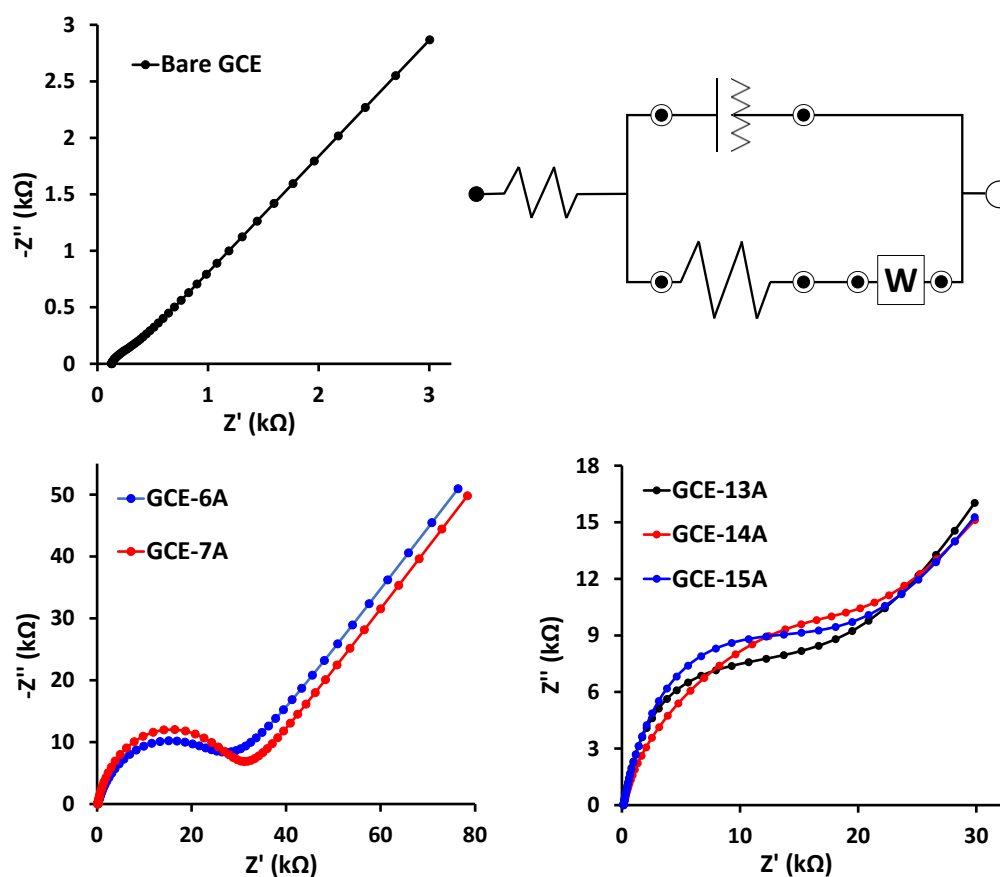 3
2.5
2
1.5
1
0.5
0
-Z'' (kΩ)
Bare GCE
0
1
2
3
Z' (kΩ)
W
50
40
30
20
10
0
-Z'' (kΩ)
GCE-6A
GCE-7A
0
20
40
60
80
Z' (kΩ)
18
15
12
9
6
3
0
Z'' (kΩ)
GCE-13A
GCE-14A
GCE-15A
0
10
20
30
Z' (kΩ)